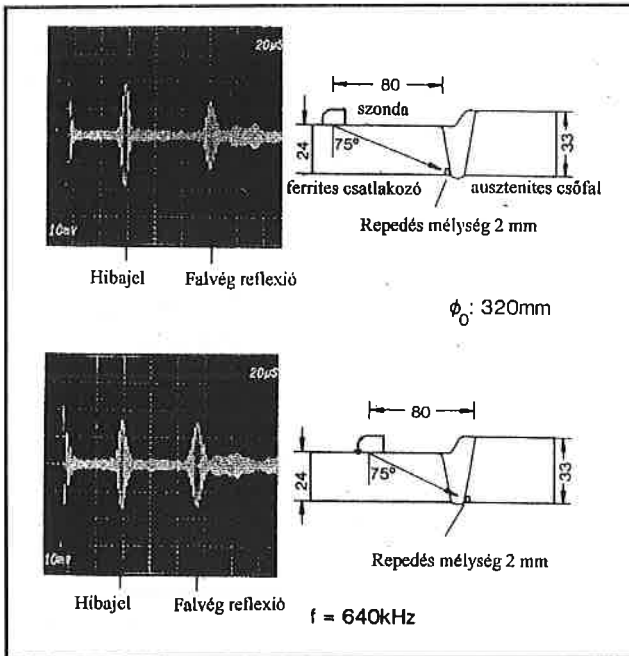 20µS
10mV
Hibajel
Falvég reflexió
80
szonda
24
75°
33
ferrites csatlakozó
ausztenites csőfal
Repedés mélység 2 mm
ϕ₀: 320mm
20µS
10mV
Hibajel
Falvég reflexió
80
24
75°
33
Repedés mélység 2 mm
f = 640kHz